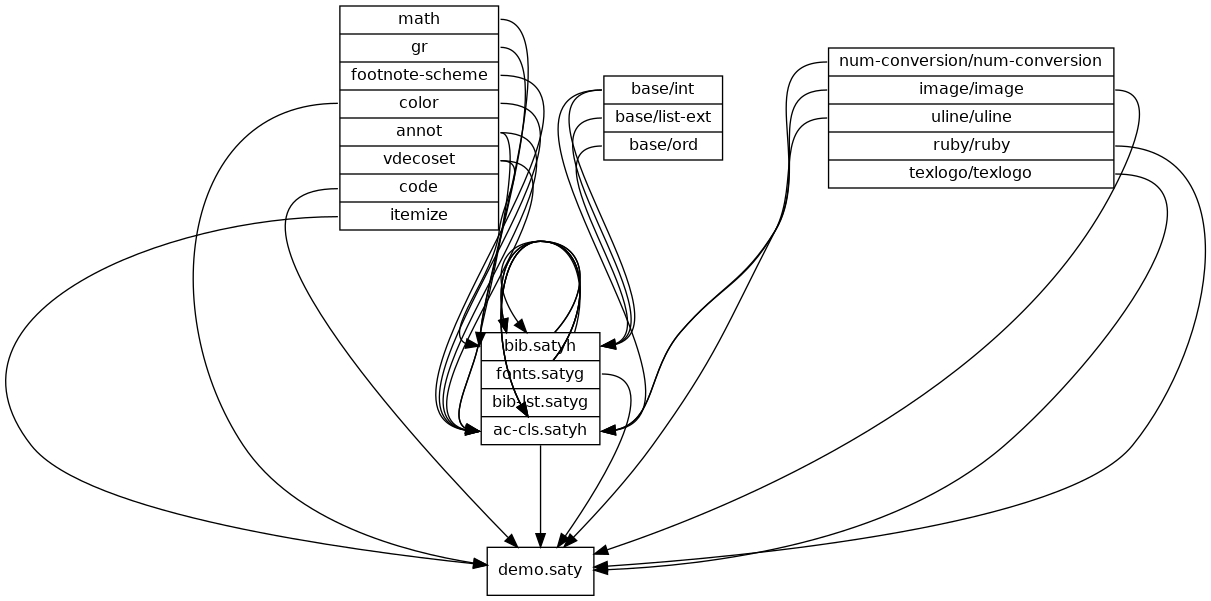 math
gr
footnote-scheme
color
annot
vdecoset
code
itemize
base/int
base/list-ext
base/ord
num-conversion/num-conversion
image/image
uline/uline
ruby/ruby
texlogo/texlogo
bib.satyh
fonts.satyg
bib-lst.satyg
ac-cls.satyh
demo.saty